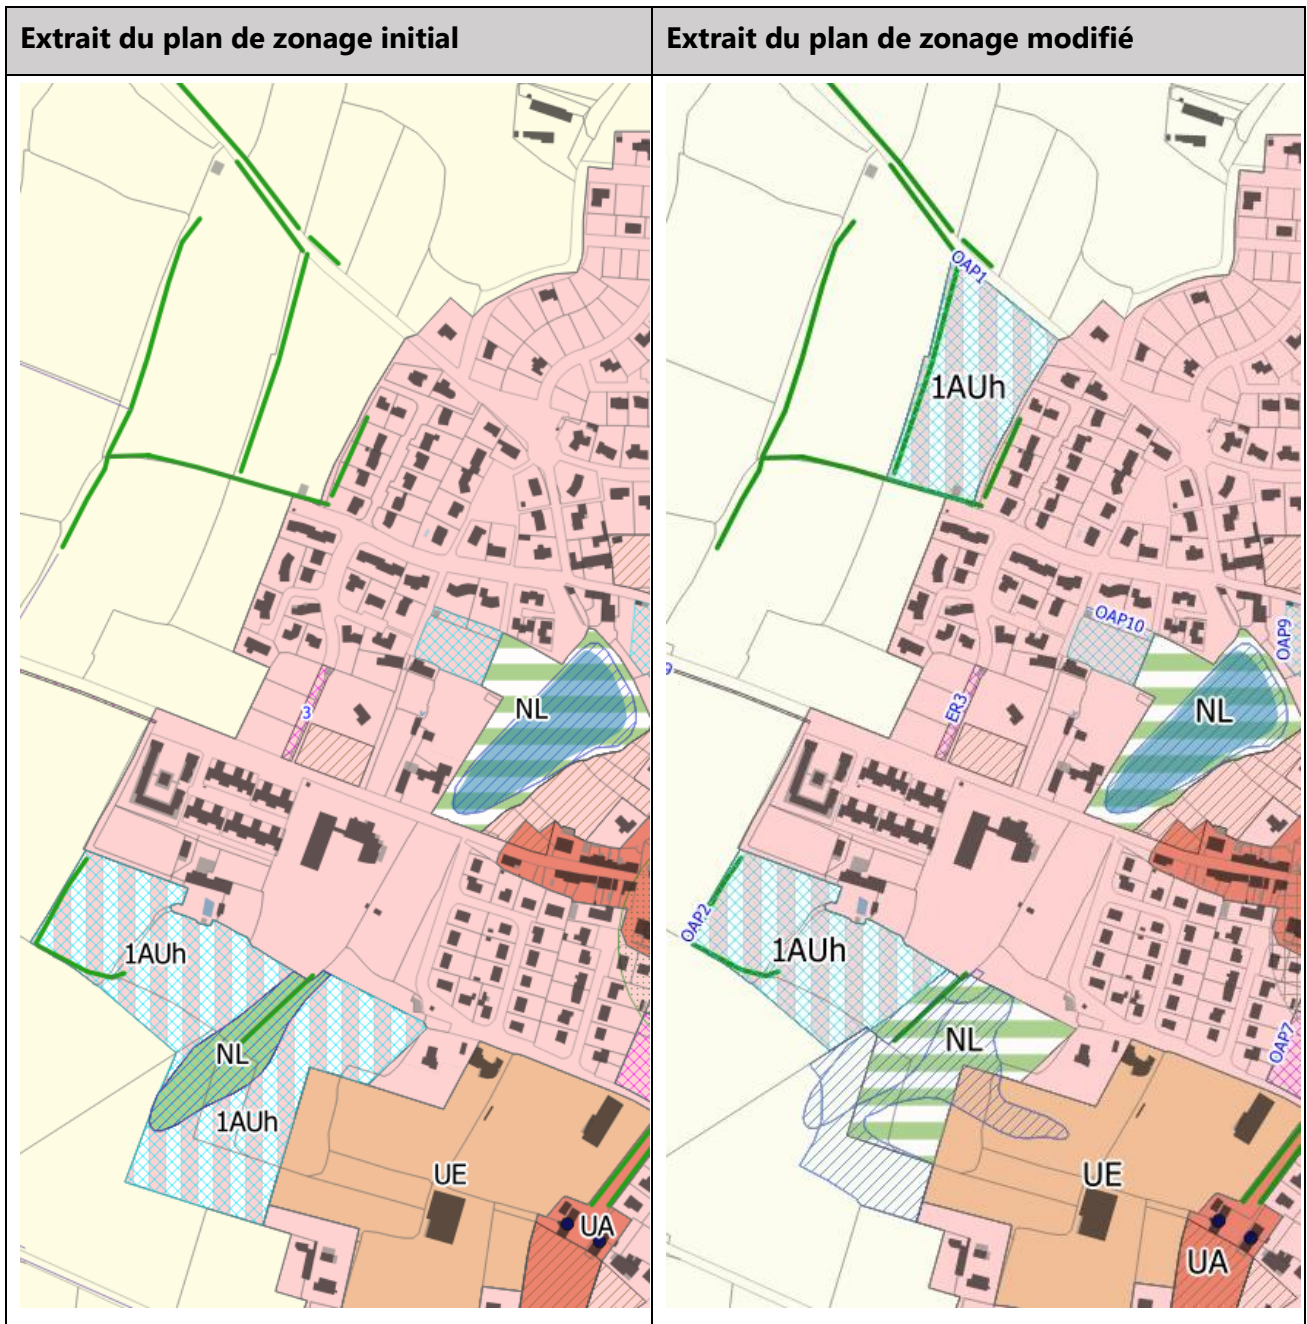 Extrait du plan de zonage initial
Extrait du plan de zonage modifié
3
NL
1AUh
NL
1AUh
UE
UA
OAP1
1AUh
OAP10
OAP9
9
ER3
NL
OAP2
1AUh
NL
OAP7
UE
UA